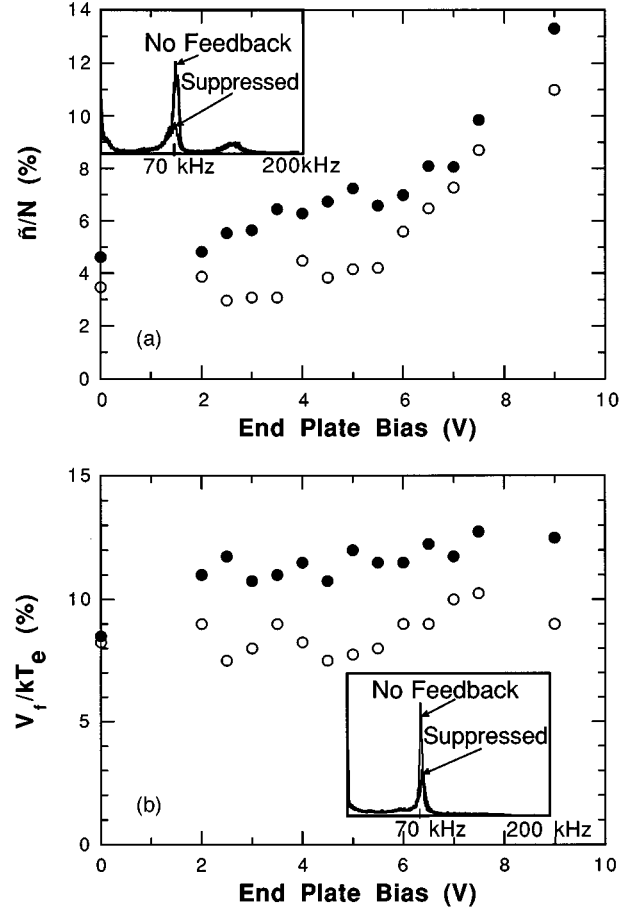 14
12
10
8
6
4
2
0
ñ/N (%)
No Feedback
Suppressed
70 kHz
200kHz
(a)
0
2
4
6
8
10
End Plate Bias (V)
15
10
5
0
V_f/kT_e (%)
No Feedback
Suppressed
70 kHz
200 kHz
(b)
0%
0
2
4
6
8
10
End Plate Bias (V)